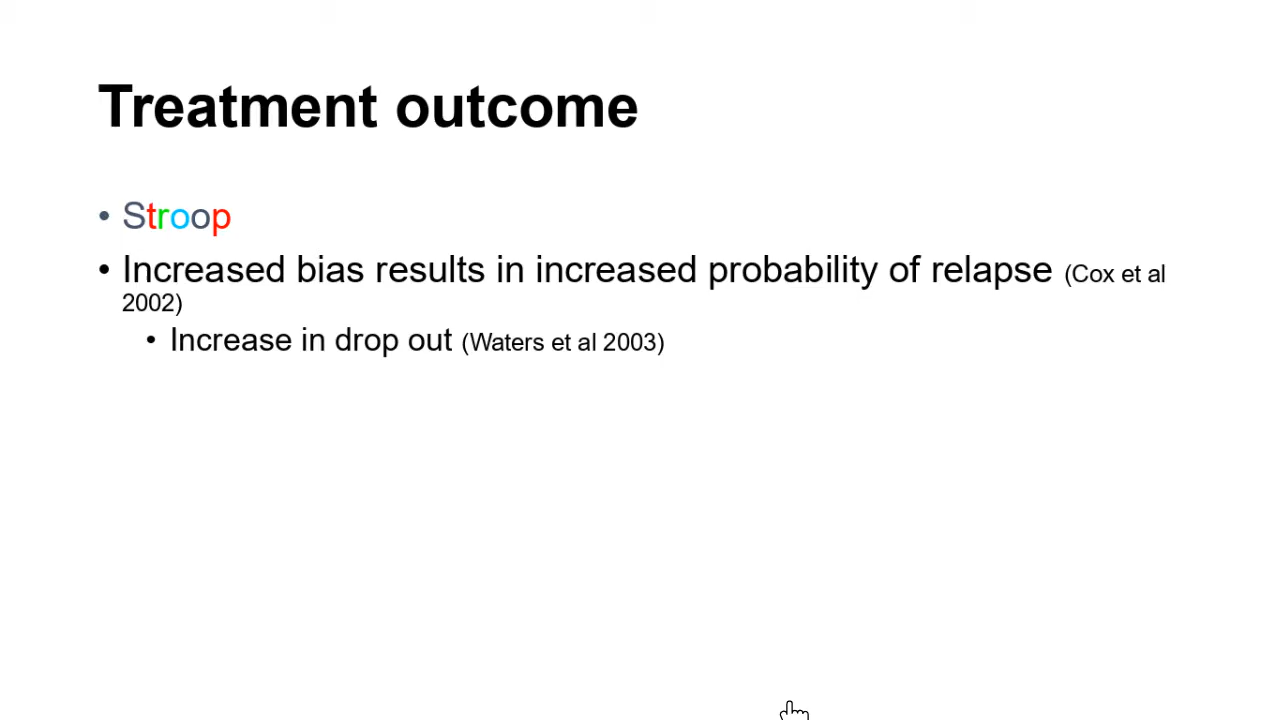 Treatment outcome
• Stroop
• Increased bias results in increased probability of relapse (Cox et al
2002)
• Increase in drop out (Waters et al 2003)